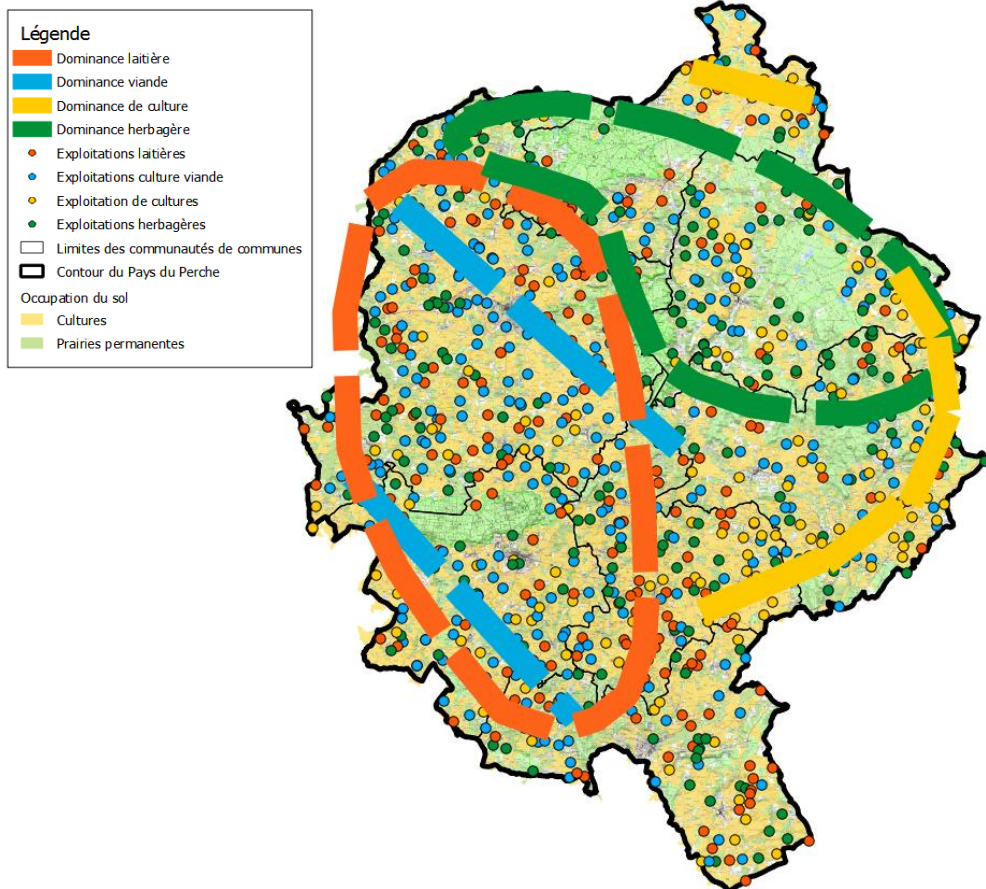 Légende
Dominance laitière
Dominance viande
Dominance de culture
Dominance herbagère
Exploitations laitières
Exploitations culture viande
Exploitation de cultures
Exploitations herbagères
Limites des communautés de communes
Contour du Pays du Perche
Occupation du sol
Cultures
Prairies permanentes